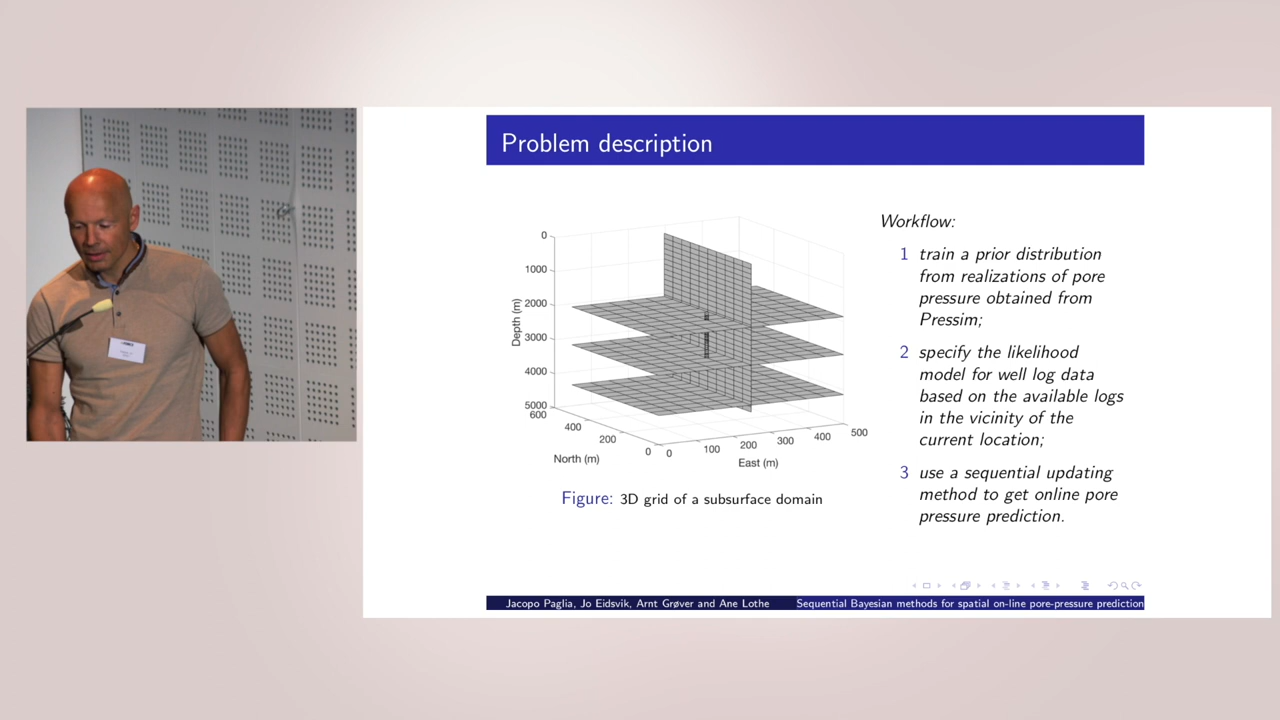 Problem description
0
1000
2000
3000
4000
5000
Depth (m)
600
400
200
0
North (m)
0
100
200
300
400
500
East (m)
Figure: 3D grid of a subsurface domain
Workflow:
1 train a prior distribution
from realizations of pore
pressure obtained from
Pressim;
2 specify the likelihood
model for well log data
based on the available logs
in the vicinity of the
current location;
3 use a sequential updating
method to get online pore
pressure prediction.
Jacopo Paglia, Jo Eidsvik, Arnt Grøver and Ane Lothe
Sequential Bayesian methods for spatial on-line pore-pressure prediction